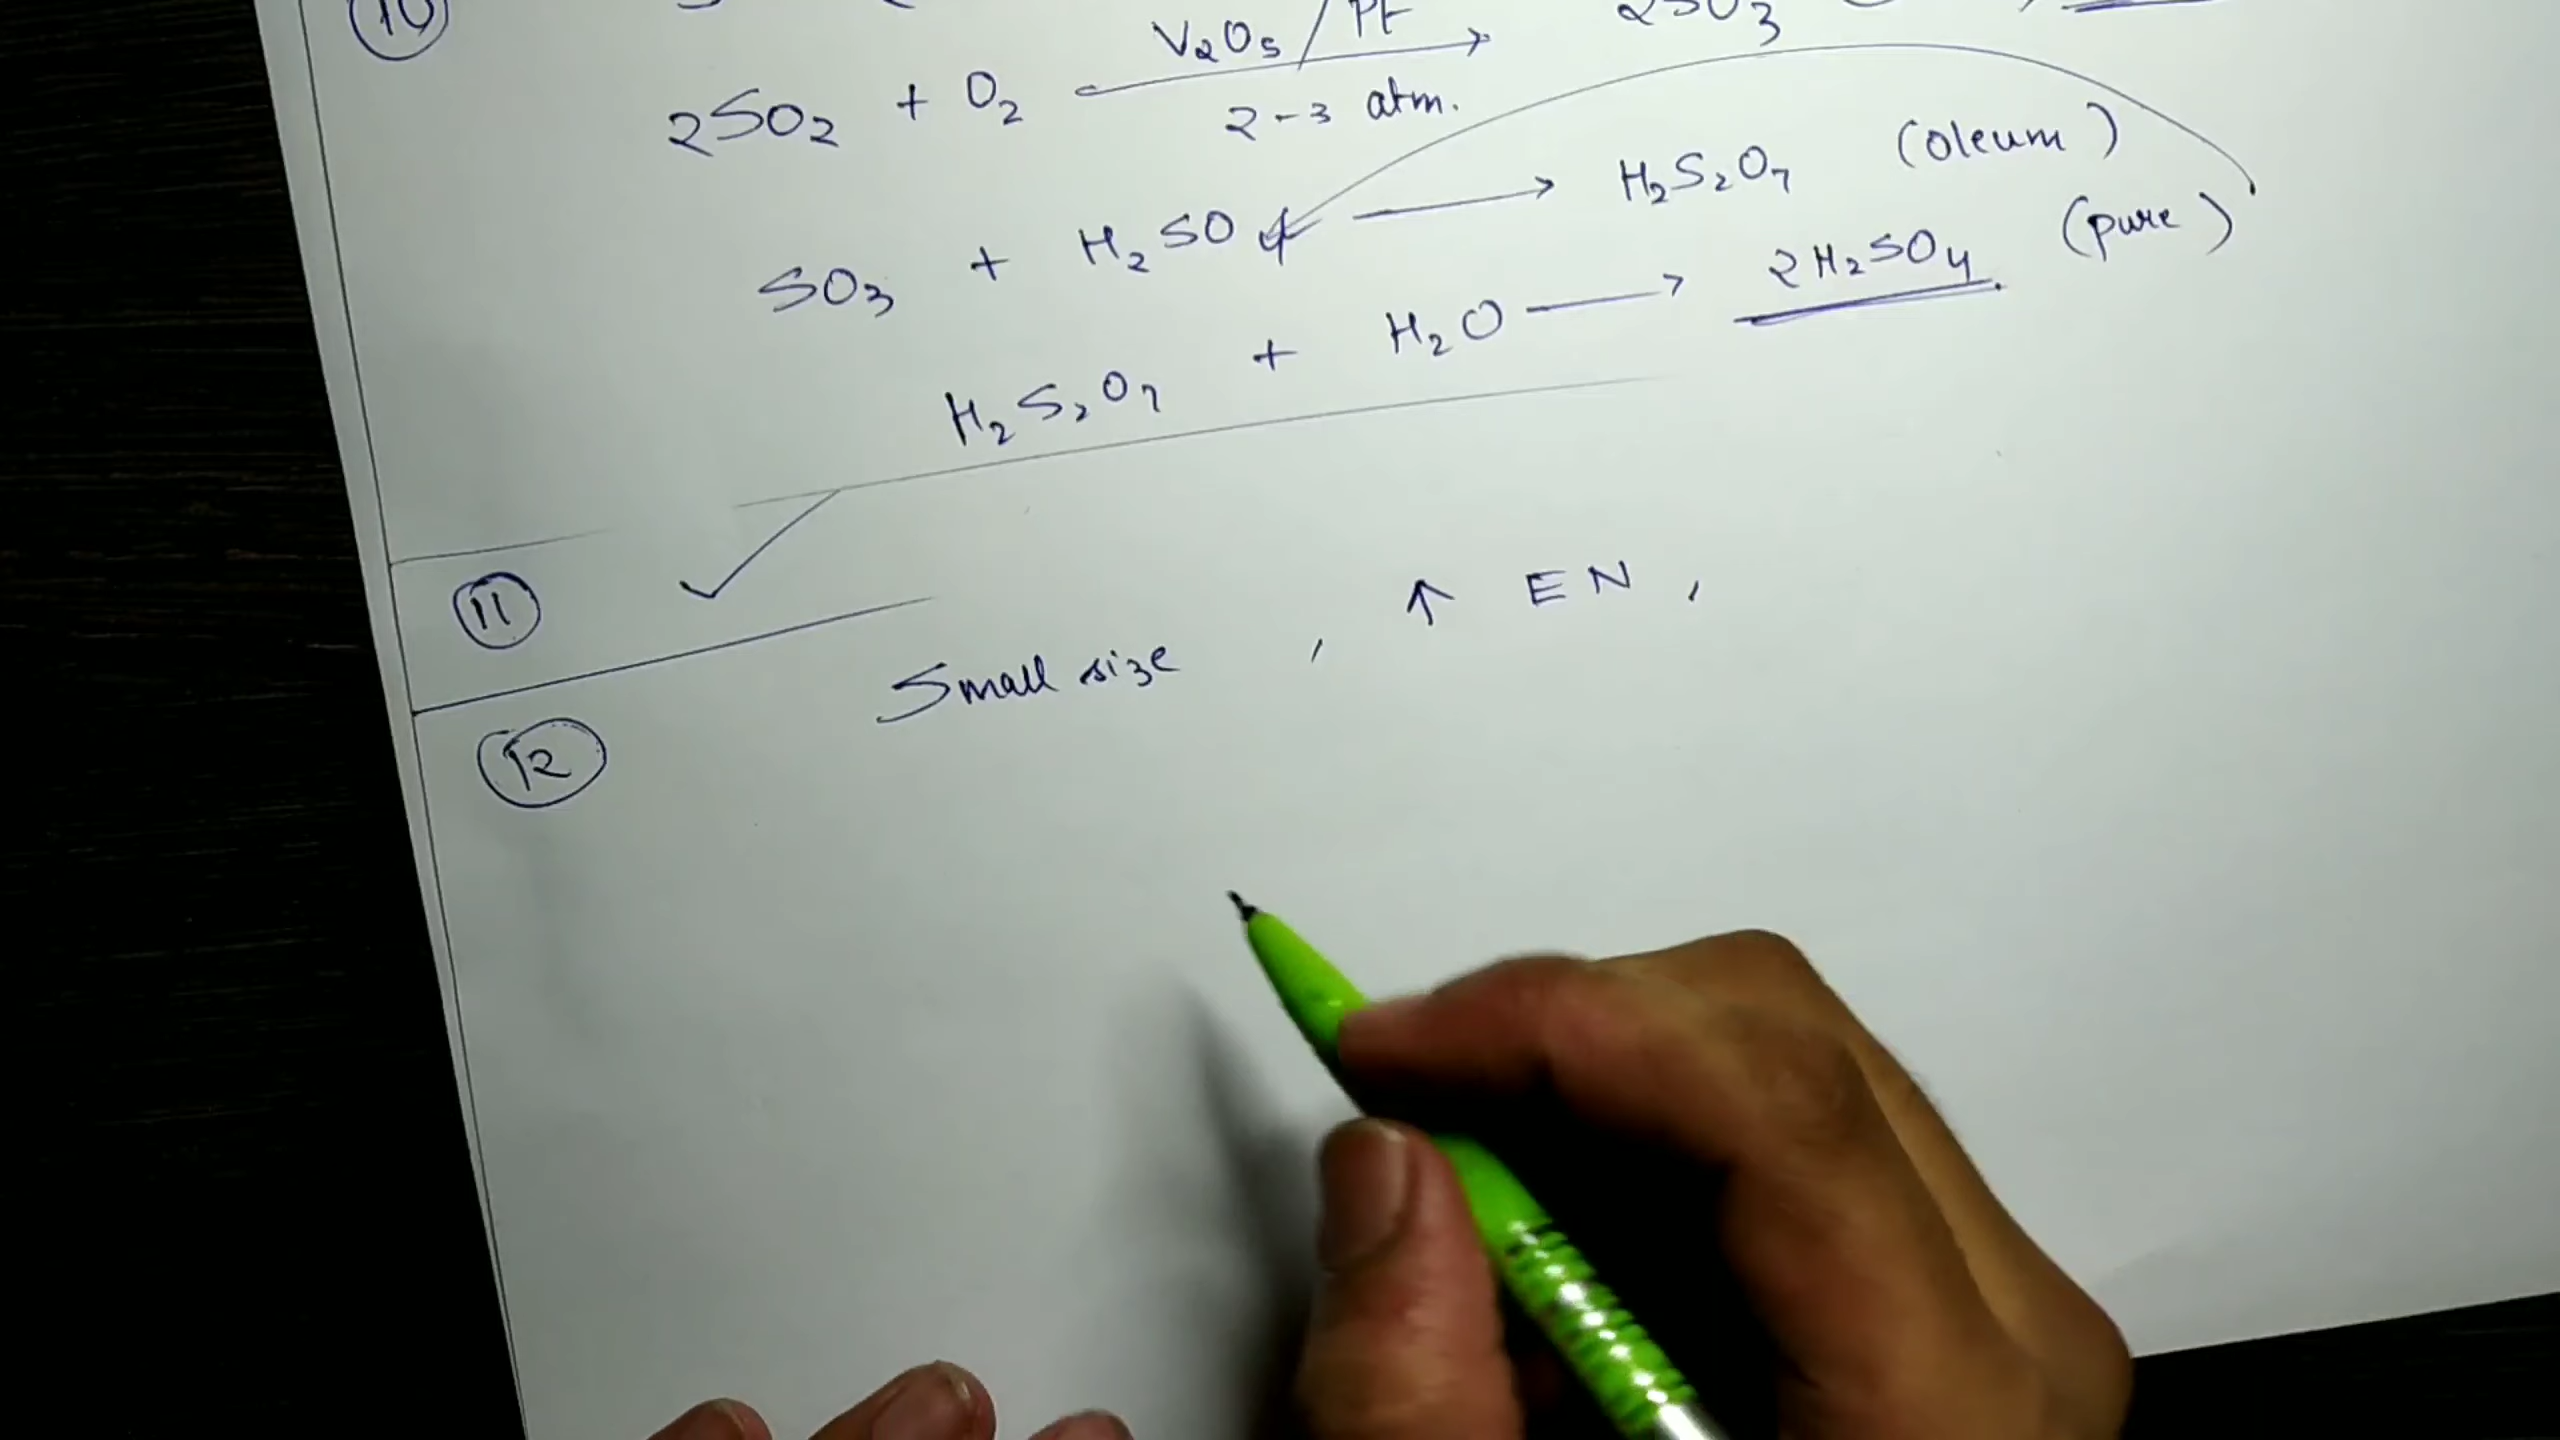 10
V₂O₅/Pt
2SO₂ + O₂ → 2SO₃
2-3 atm.
SO₃ + H₂SO₄ → H₂S₂O₇ (oleum)
H₂S₂O₇ + H₂O → 2H₂SO₄. (pure)
11
12 Small size , ↑ EN ,